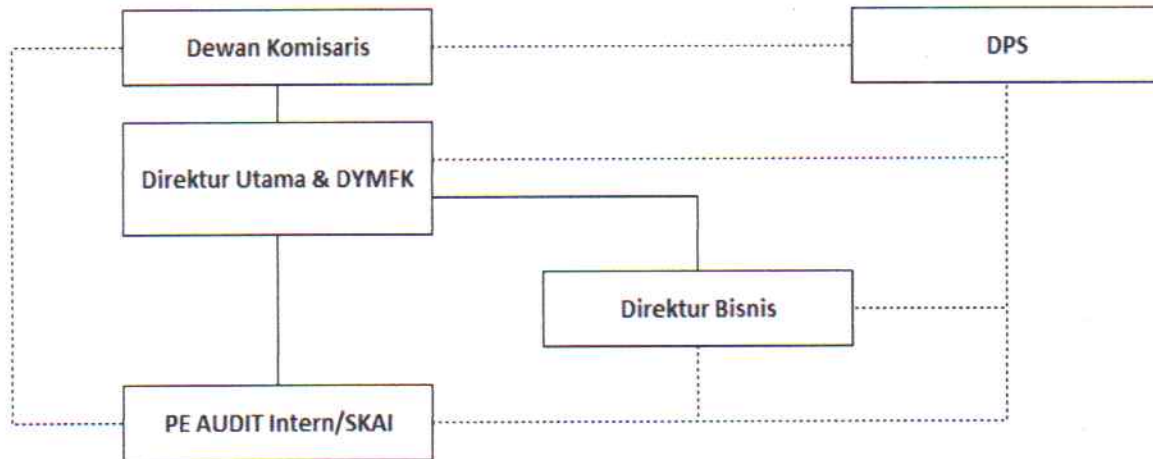 Dewan Komisaris
DPS
Direktur Utama & DYMFK
Direktur Bisnis
PE AUDIT Intern/SKAI